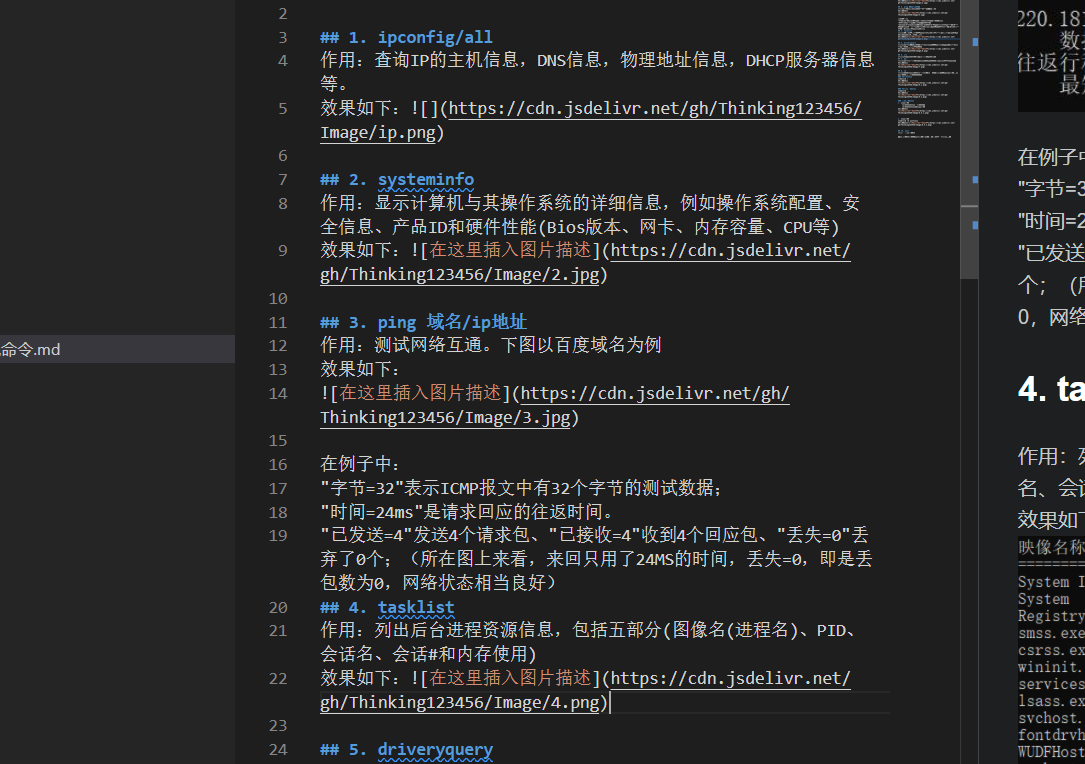 2
3 ## 1. ipconfig/all
4 作用：查询IP的主机信息，DNS信息，物理地址信息，DHCP服务器信息
等。
5 效果如下：![](https://cdn.jsdelivr.net/gh/Thinking123456/
Image/ip.png)
6
7 ## 2. systeminfo
8 作用：显示计算机与其操作系统的详细信息，例如操作系统配置、安
全信息、产品ID和硬件性能(Bios版本、网卡、内存容量、CPU等)
9 效果如下：![在这里插入图片描述](https://cdn.jsdelivr.net/
gh/Thinking123456/Image/2.jpg)
10
11 ## 3. ping 域名/ip地址
12 作用：测试网络互通。下图以百度域名为例
13 效果如下：
14 ![在这里插入图片描述](https://cdn.jsdelivr.net/gh/
Thinking123456/Image/3.jpg)
15
16 在例子中：
17 "字节=32"表示ICMP报文中有32个字节的测试数据；
18 "时间=24ms"是请求回应的往返时间。
19 "已发送=4"发送4个请求包、"已接收=4"收到4个回应包、"丢失=0"丢
弃了0个；（所在图上来看，来回只用了24MS的时间，丢失=0，即是丢
包数为0，网络状态相当良好）
20 ## 4. tasklist
21 作用：列出后台进程资源信息，包括五部分(图像名(进程名)、PID、
会话名、会话#和内存使用)
22 效果如下：![在这里插入图片描述](https://cdn.jsdelivr.net/
gh/Thinking123456/Image/4.png)
23
24 ## 5. driveryquery
命令.md
220.181
往返行
在例子中
"字节=3
"时间=2
"已发送
个；
0，网络
4. ta
作用：列
名、会话
效果如下
映像名称
========
System I
System
Registry
smss.exe
csrss.ex
wininit.
services
lsass.ex
svchost.
fontdrvh
WUDFHost